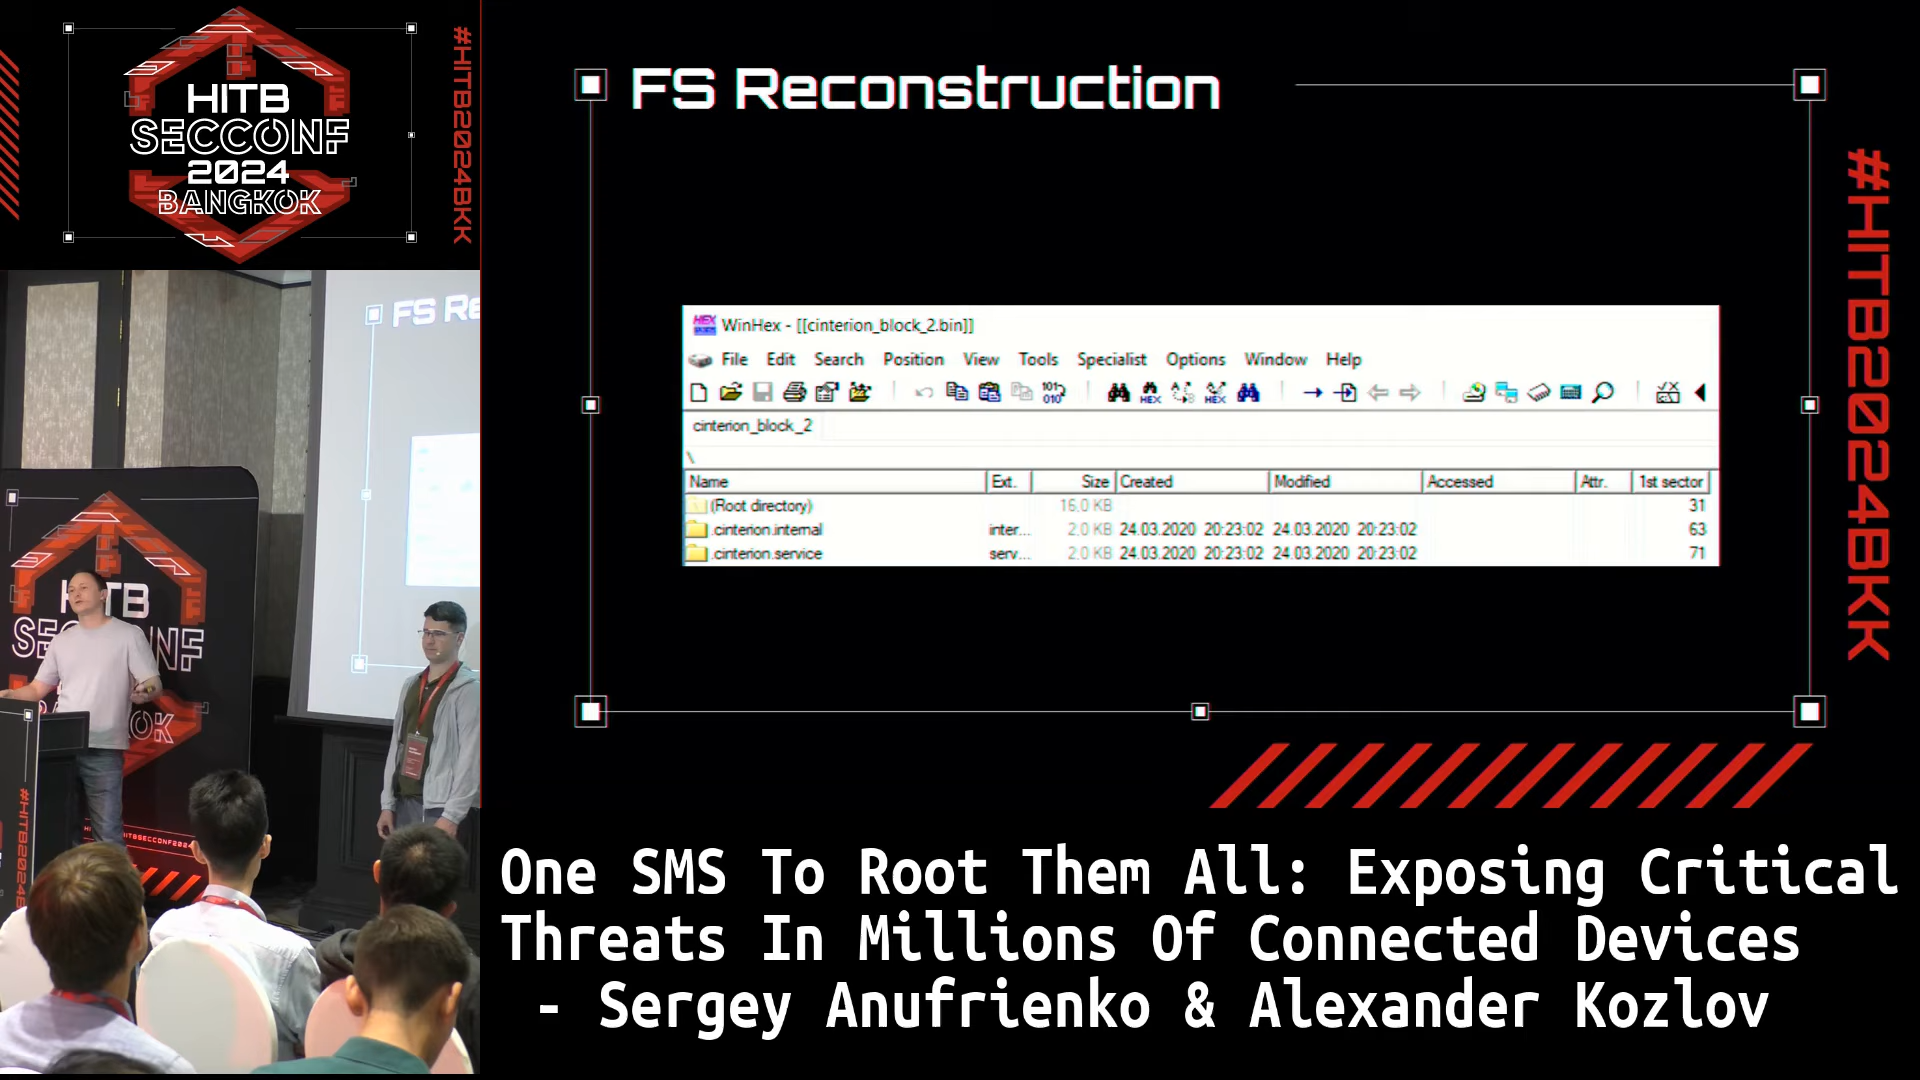 HITB
SECCONF
2024
BANGKOK
#HITB2024BKK
FS Reconstruction
WinHex - [[cinterion_block_2.bin]]
File Edit Search Position View Tools Specialist Options Window Help
cinterion_block_2
\
Name Ext. Size Created Modified Accessed Attr. 1st sector
(Root directory) 16,0 KB 31
.cinterion.internal inter... 2.0 KB 24.03.2020 20:23:02 24.03.2020 20:23:02 63
.cinterion.service serv... 2.0 KB 24.03.2020 20:23:02 24.03.2020 20:23:02 71
#HITB2024BKK
FS Re
HITB
One SMS To Root Them All: Exposing Critical
Threats In Millions Of Connected Devices
- Sergey Anufrienko & Alexander Kozlov